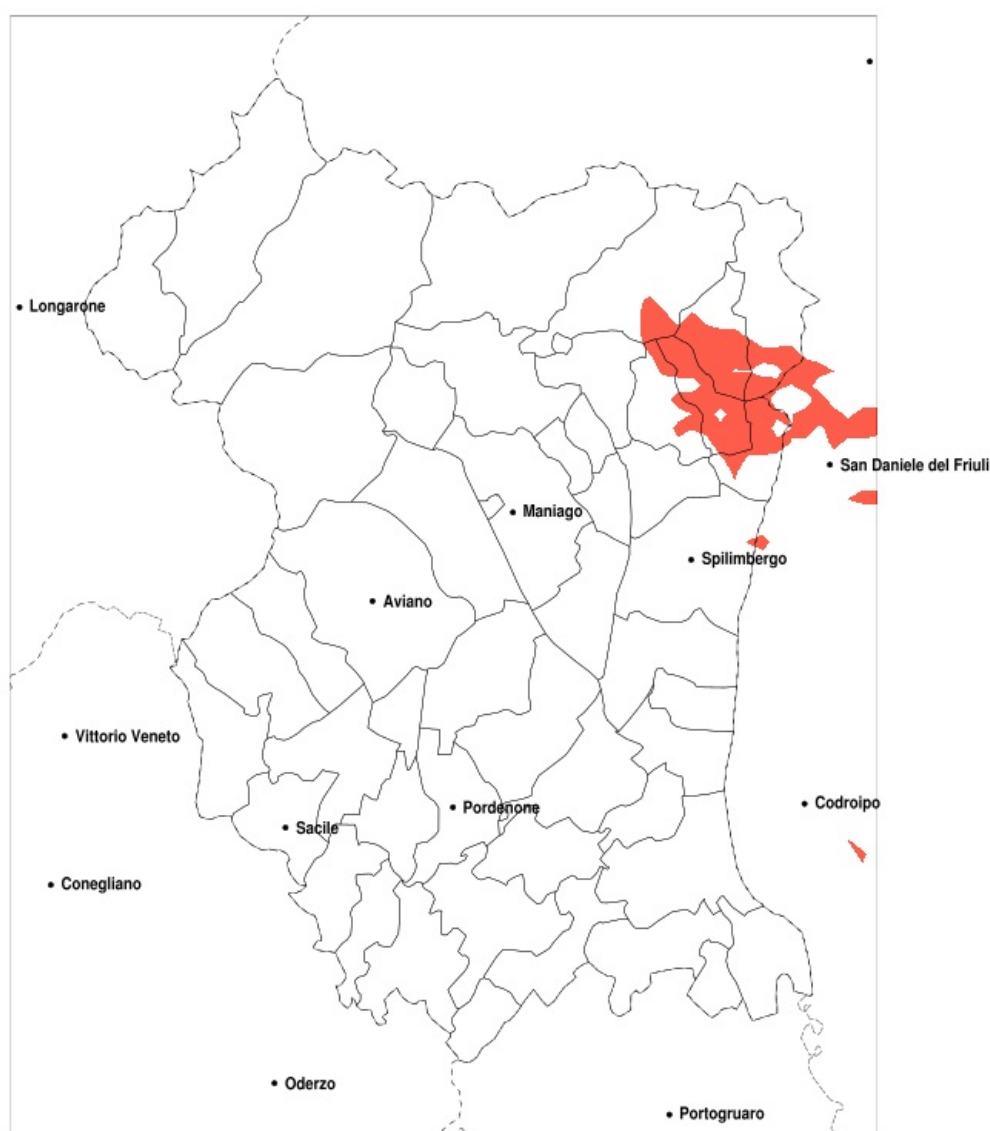 Longarone
San Daniele del Friuli
Maniago
Spilimbergo
Aviano
Vittorio Veneto
Codroipo
Pordenone
Sacile
Conegliano
Oderzo
Portogruaro